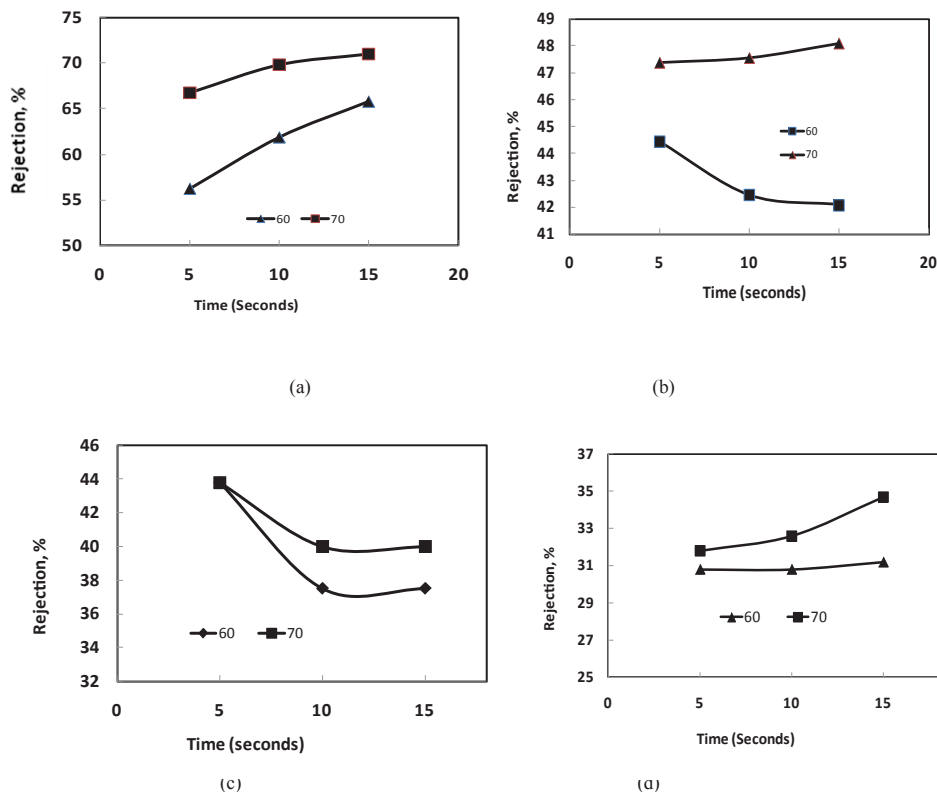 75
70
65
60
55
50
Rejection, %
60 70
0 5 10 15 20
Time (Seconds)
(a)
49
48
47
46
45
44
43
42
41
Rejection, %
60
70
0 5 10 15 20
Time (seconds)
(b)
46
44
42
40
38
36
34
32
Rejection, %
60 70
0 5 10 15
Time (seconds)
(c)
37
35
33
31
29
27
25
Rejection, %
60 70
0 5 10 15
Time (Seconds)
(d)